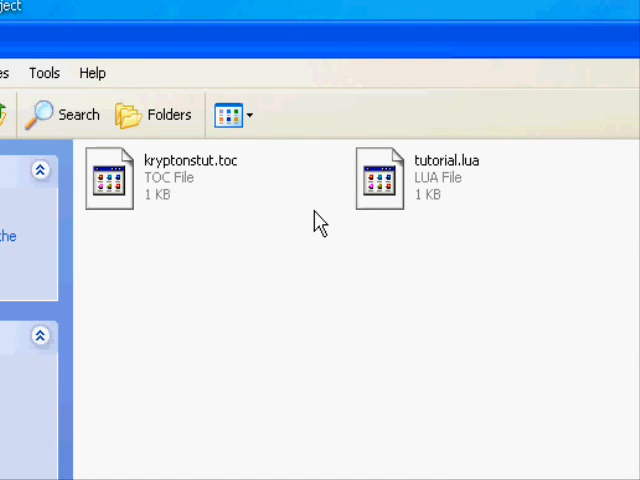 ject
es Tools Help
Search Folders
kryptonstut.toc
TOC File
1 KB
tutorial.lua
LUA File
1 KB
the